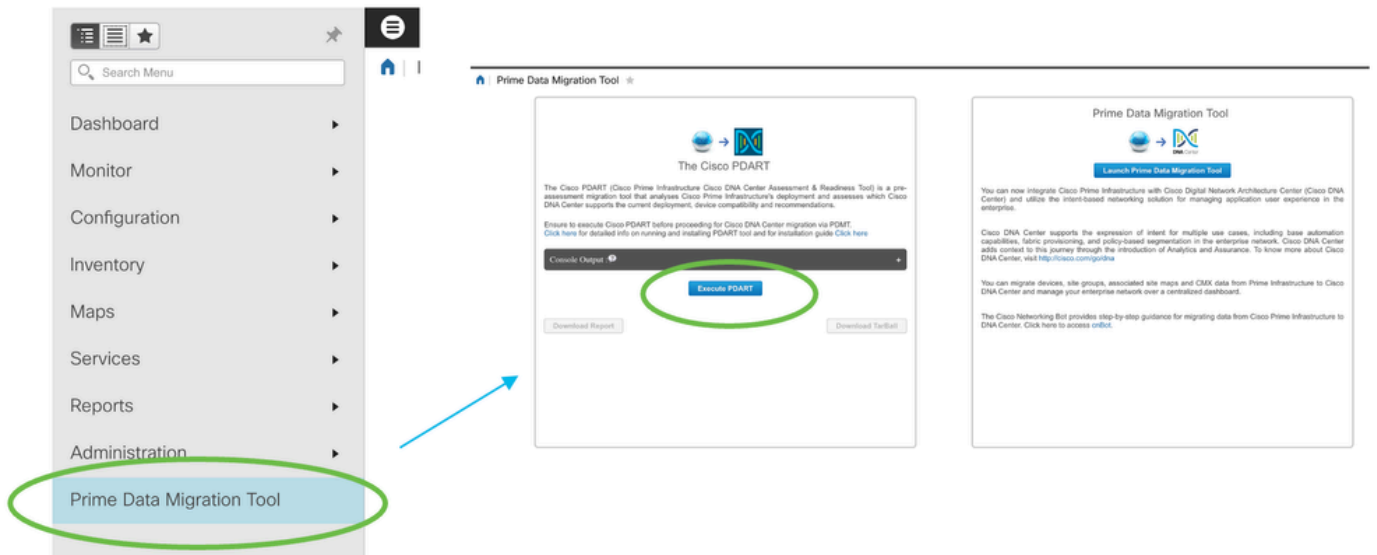 Search Menu
Dashboard
Monitor
Configuration
Inventory
Maps
Services
Reports
Administration
Prime Data Migration Tool
Prime Data Migration Tool
The Cisco PDART
The Cisco PDART (Cisco Prime Infrastructure Cisco DNA Center Assessment & Readiness Tool) is a pre-
assessment migration tool that analyses Cisco Prime Infrastructure's deployment and assesses which Cisco
DNA Center supports the current deployment, device compatibility and recommendations.
Ensure to execute Cisco PDART before proceeding for Cisco DNA Center migration via PDMT.
Click here for detailed info on running and installing PDART tool and for installation guide Click here
Console Output :
Execute PDART
Download Report
Download TarBall
Prime Data Migration Tool
DNA Center
Launch Prime Data Migration Tool
You can now integrate Cisco Prime Infrastructure with Cisco Digital Network Architecture Center (Cisco DNA
Center) and utilize the intent-based networking solution for managing application user experience in the
enterprise.
Cisco DNA Center supports the expression of intent for multiple use cases, including base automation
capabilities, fabric provisioning, and policy-based segmentation in the enterprise network. Cisco DNA Center
adds context to this journey through the introduction of Analytics and Assurance. To know more about Cisco
DNA Center, visit http://cisco.com/go/dna
You can migrate devices, site groups, associated site maps and CMX data from Prime Infrastructure to Cisco
DNA Center and manage your enterprise network over a centralized dashboard.
The Cisco Networking Bot provides step-by-step guidance for migrating data from Cisco Prime Infrastructure to
DNA Center. Click here to access cnBot.